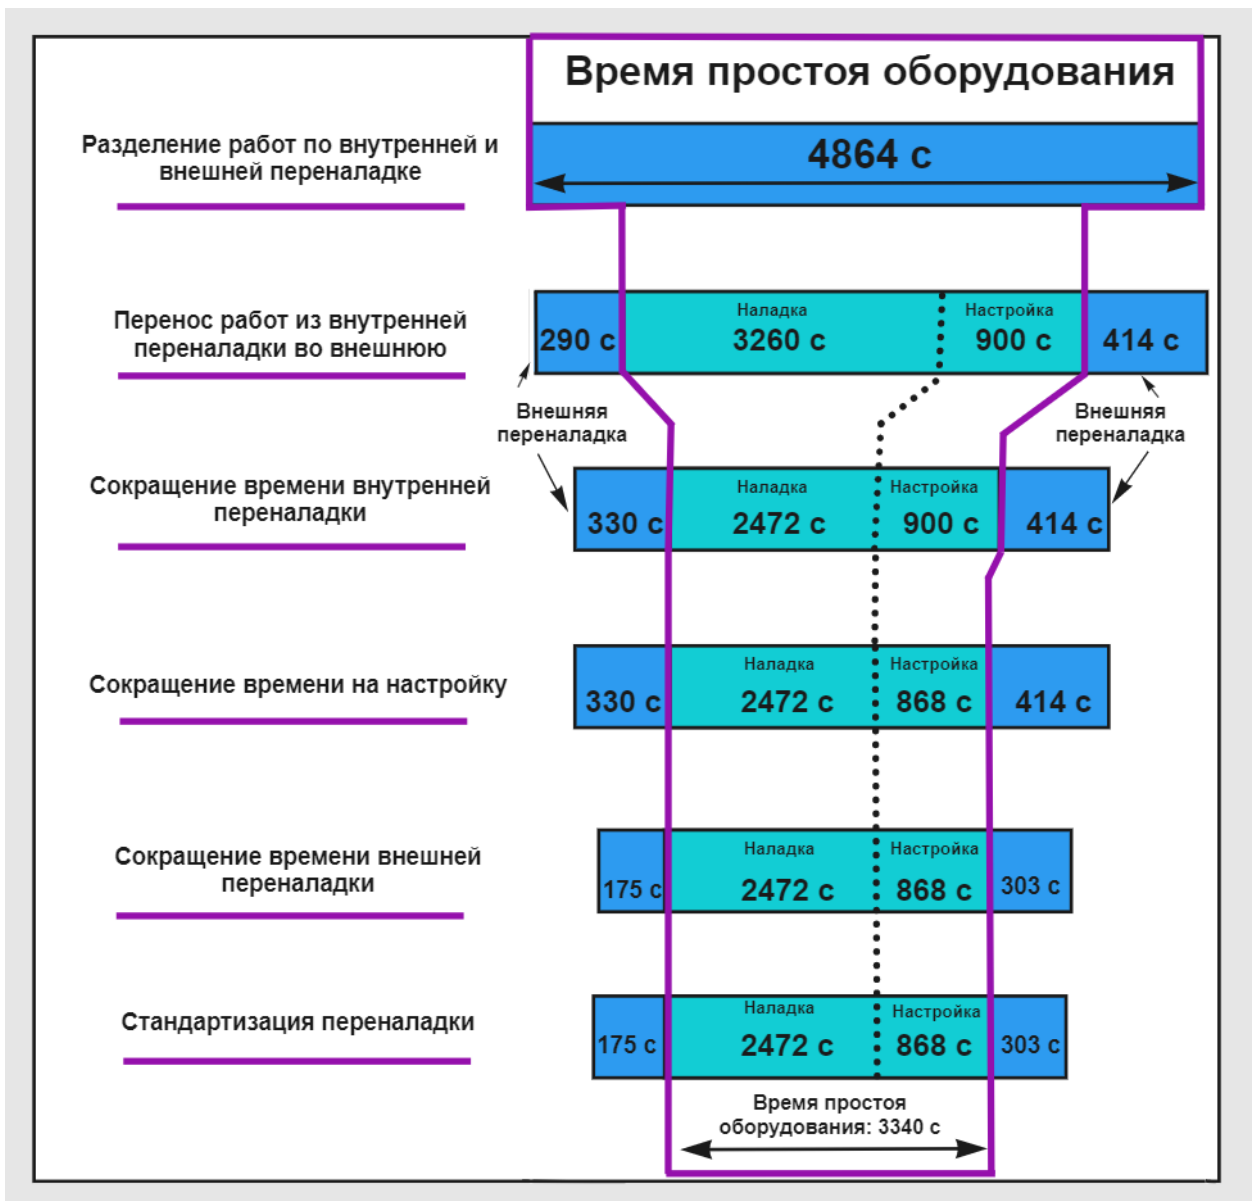 Время простоя оборудования
Разделение работ по внутренней и
внешней переналадке
4864 с
Перенос работ из внутренней
переналадки во внешнюю
290 с
Наладка
3260 с
Настройка
900 с
414 с
Внешняя
переналадка
Внешняя
переналадка
Сокращение времени внутренней
переналадки
330 с
Наладка
2472 с
Настройка
900 с
414 с
Сокращение времени на настройку
330 с
Наладка
2472 с
Настройка
868 с
414 с
Сокращение времени внешней
переналадки
175 с
Наладка
2472 с
Настройка
868 с
303 с
Стандартизация переналадки
175 с
Наладка
2472 с
Настройка
868 с
303 с
Время простоя
оборудования: 3340 с